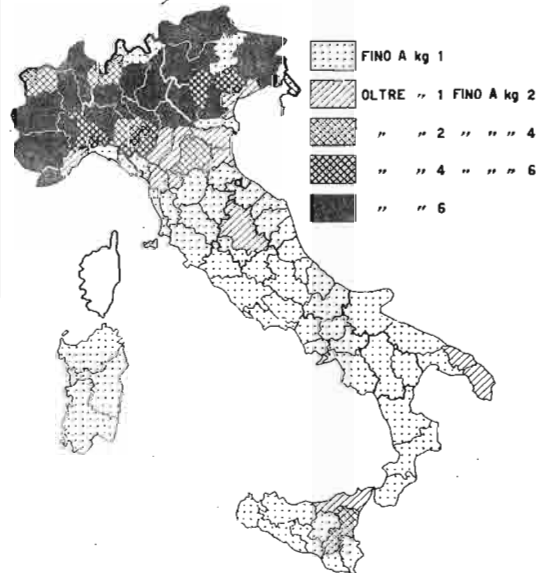 FINO A kg 1
OLTRE „ 1 FINO A kg 2
„ „ 2 „ „ „ 4
„ „ 4 „ „ „ 6
„ „ 6